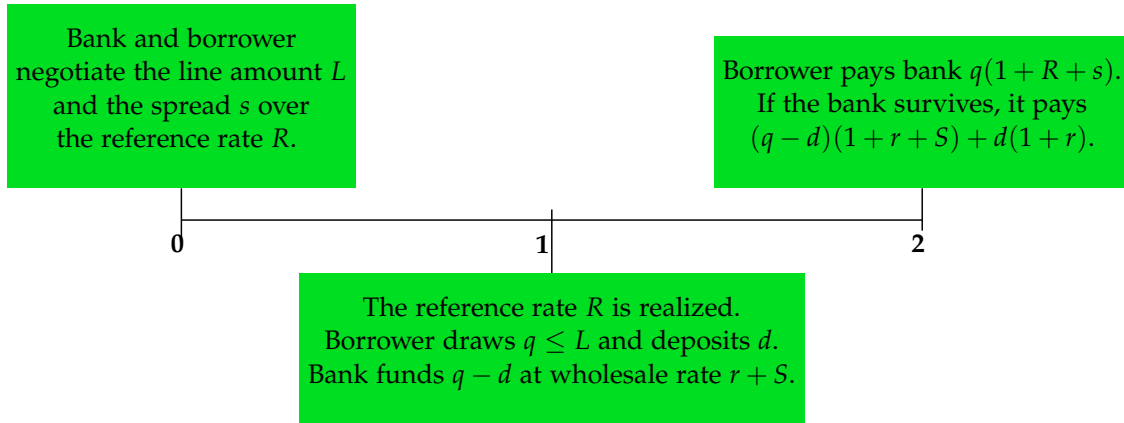 Bank and borrower
negotiate the line amount L
and the spread s over
the reference rate R.
Borrower pays bank q(1 + R + s).
If the bank survives, it pays
(q − d)(1 + r + S) + d(1 + r).
0
1
2
The reference rate R is realized.
Borrower draws q ≤ L and deposits d.
Bank funds q − d at wholesale rate r + S.